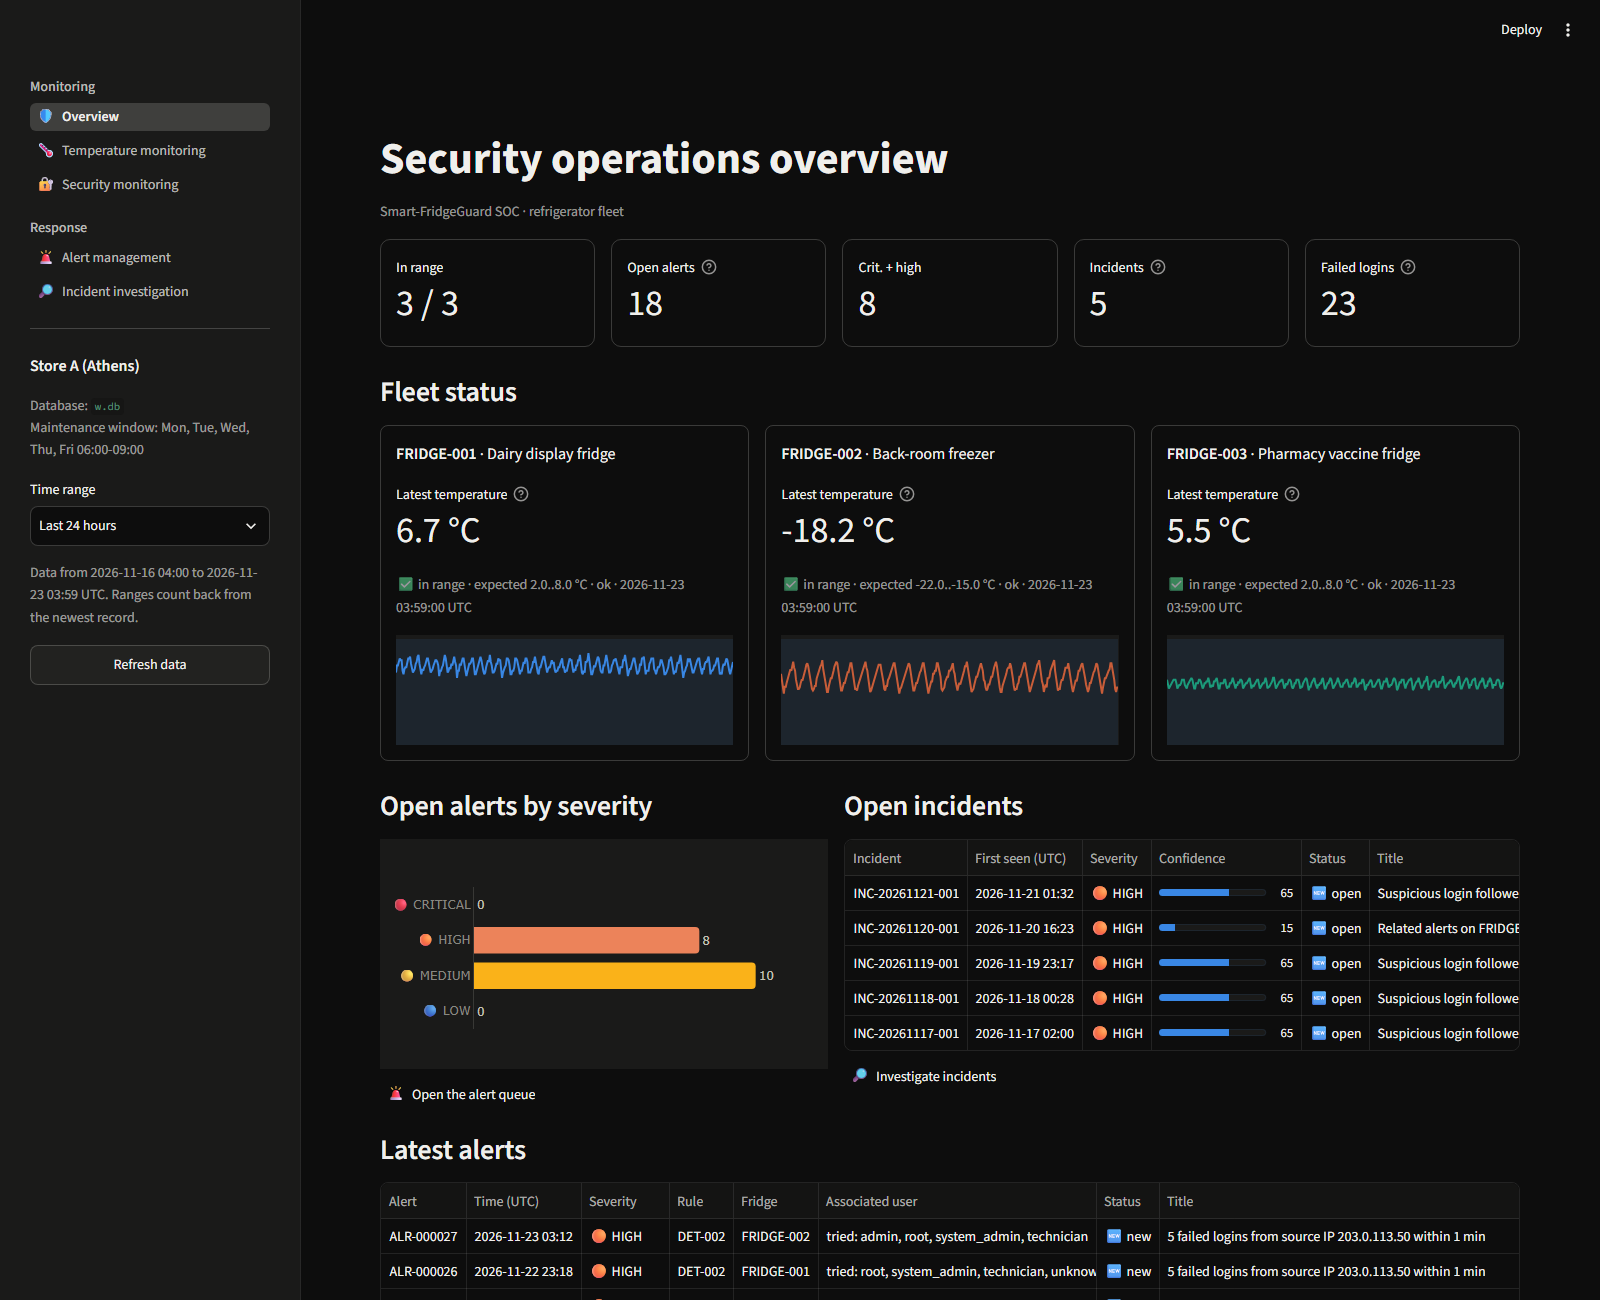 Deploy
Monitoring
Overview
Temperature monitoring
Security monitoring
Response
Alert management
Incident investigation
Store A (Athens)
Database: w.db
Maintenance window: Mon, Tue, Wed,
Thu, Fri 06:00-09:00
Time range
Last 24 hours
Data from 2026-11-16 04:00 to 2026-11-
23 03:59 UTC. Ranges count back from
the newest record.
Refresh data
Security operations overview
Smart-FridgeGuard SOC · refrigerator fleet
In range
3 / 3
Open alerts
18
Crit. + high
8
Incidents
5
Failed logins
23
Fleet status
FRIDGE-001 · Dairy display fridge
Latest temperature
6.7 °C
in range · expected 2.0..8.0 °C · ok · 2026-11-23
03:59:00 UTC
FRIDGE-002 · Back-room freezer
Latest temperature
-18.2 °C
in range · expected -22.0..-15.0 °C · ok · 2026-11-23
03:59:00 UTC
FRIDGE-003 · Pharmacy vaccine fridge
Latest temperature
5.5 °C
in range · expected 2.0..8.0 °C · ok · 2026-11-23
03:59:00 UTC
Open alerts by severity
CRITICAL 0
HIGH 8
MEDIUM 10
LOW 0
Open the alert queue
Open incidents
Incident First seen (UTC) Severity Confidence Status Title
INC-20261121-001 2026-11-21 01:32 HIGH 65 NEW open Suspicious login followe
INC-20261120-001 2026-11-20 16:23 HIGH 15 NEW open Related alerts on FRIDGE
INC-20261119-001 2026-11-19 23:17 HIGH 65 NEW open Suspicious login followe
INC-20261118-001 2026-11-18 00:28 HIGH 65 NEW open Suspicious login followe
INC-20261117-001 2026-11-17 02:00 HIGH 65 NEW open Suspicious login followe
Investigate incidents
Latest alerts
Alert Time (UTC) Severity Rule Fridge Associated user Status Title
ALR-000027 2026-11-23 03:12 HIGH DET-002 FRIDGE-002 tried: admin, root, system_admin, technician NEW new 5 failed logins from source IP 203.0.113.50 within 1 min
ALR-000026 2026-11-22 23:18 HIGH DET-002 FRIDGE-001 tried: root, system_admin, technician, unknow NEW new 5 failed logins from source IP 203.0.113.50 within 1 min